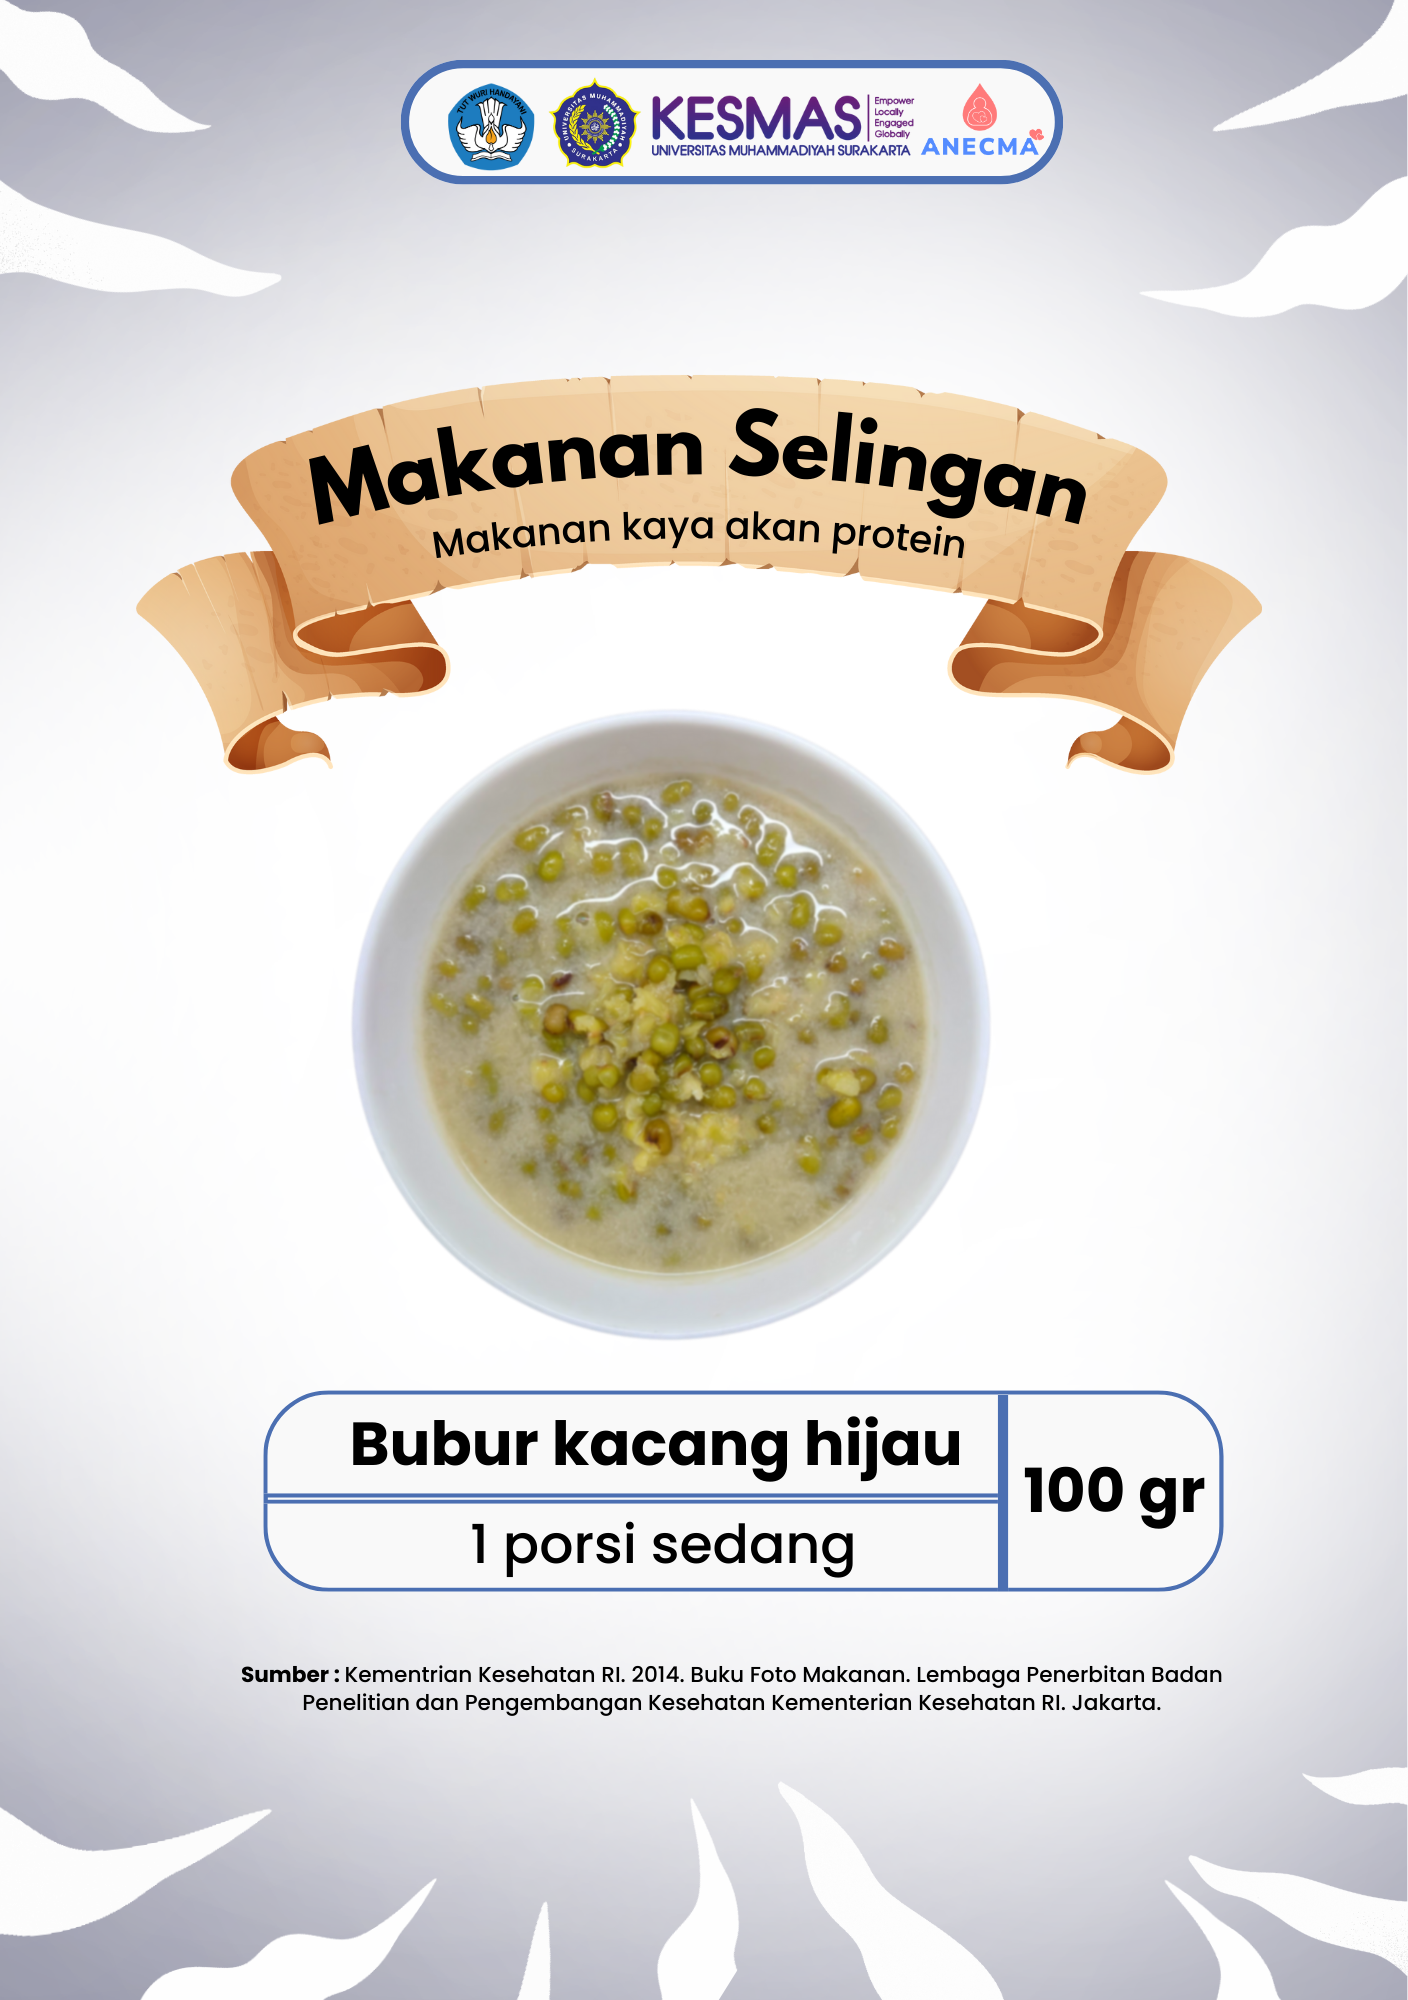 TUT WURI HANDAYANI
UNIVERSITAS MUHAMMADIYAH
SURAKARTA
KESMAS
Empower
Locally
Engaged
Globally
UNIVERSITAS MUHAMMADIYAH SURAKARTA
ANECMA
Makanan Selingan
Makanan kaya akan protein
Bubur kacang hijau
1 porsi sedang
100 gr
Sumber : Kementrian Kesehatan RI. 2014. Buku Foto Makanan. Lembaga Penerbitan Badan
Penelitian dan Pengembangan Kesehatan Kementerian Kesehatan RI. Jakarta.